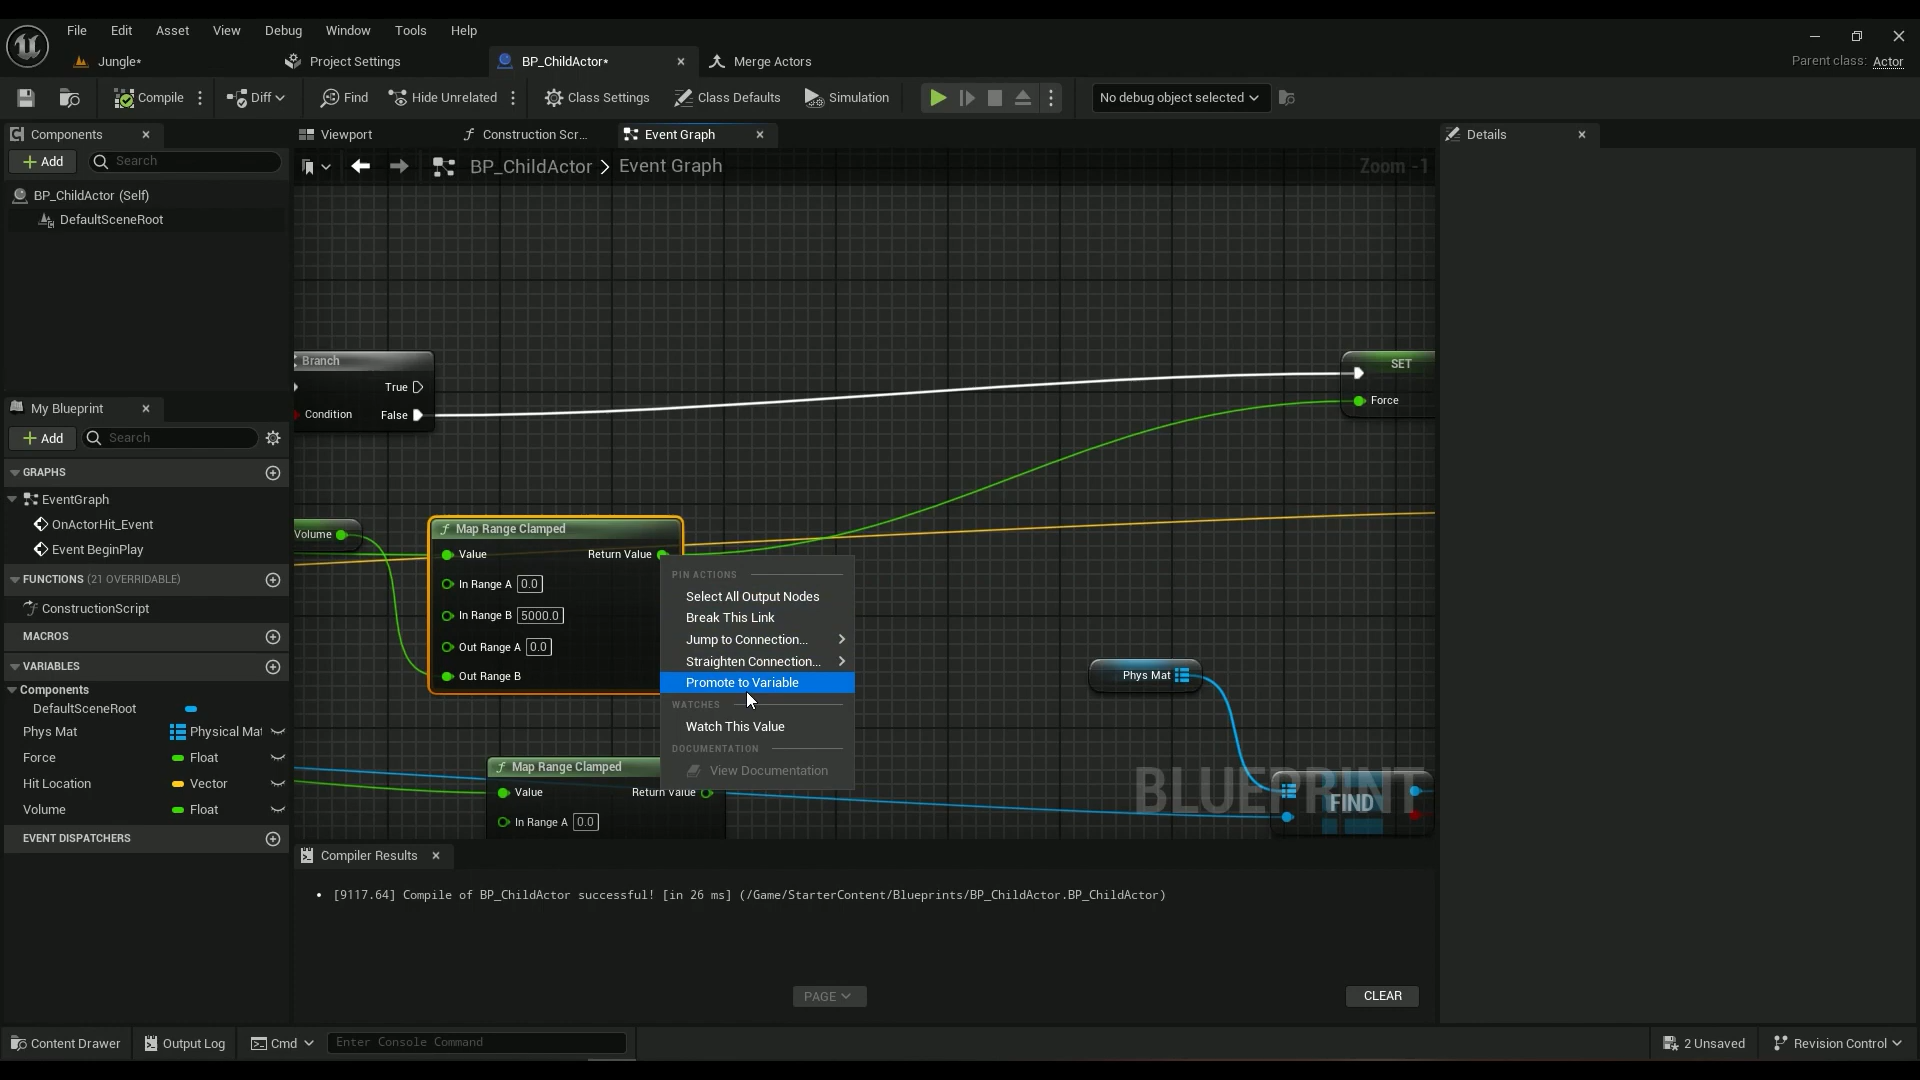 File Edit Asset View Debug Window Tools Help
Jungle* Project Settings BP_ChildActor* Merge Actors Parent class: Actor
Compile Diff Find Hide Unrelated Class Settings Class Defaults Simulation No debug object selected
Components Viewport Construction Scr... Event Graph Details
Add Search BP_ChildActor > Event Graph Zoom -1
BP_ChildActor (Self)
DefaultSceneRoot
Branch SET
True
Condition False Force
My Blueprint
Add Search
GRAPHS
EventGraph
OnActorHit_Event
Event BeginPlay
FUNCTIONS (21 OVERRIDABLE)
ConstructionScript
MACROS
VARIABLES
Components
DefaultSceneRoot
Phys Mat Physical Mat
Force Float
Hit Location Vector
Volume Float
EVENT DISPATCHERS
Volume
Map Range Clamped
Value Return Value
In Range A 0.0
In Range B 5000.0
Out Range A 0.0
Out Range B
PIN ACTIONS
Select All Output Nodes
Break This Link
Jump to Connection...
Straighten Connection...
Promote to Variable
WATCHES
Watch This Value
DOCUMENTATION
View Documentation
Phys Mat
Map Range Clamped
Value Return Value
In Range A 0.0
BLUEPRINT
FIND
Compiler Results
[9117.64] Compile of BP_ChildActor successful! [in 26 ms] (/Game/StarterContent/Blueprints/BP_ChildActor.BP_ChildActor)
PAGE CLEAR
Content Drawer Output Log Cmd Enter Console Command 2 Unsaved Revision Control